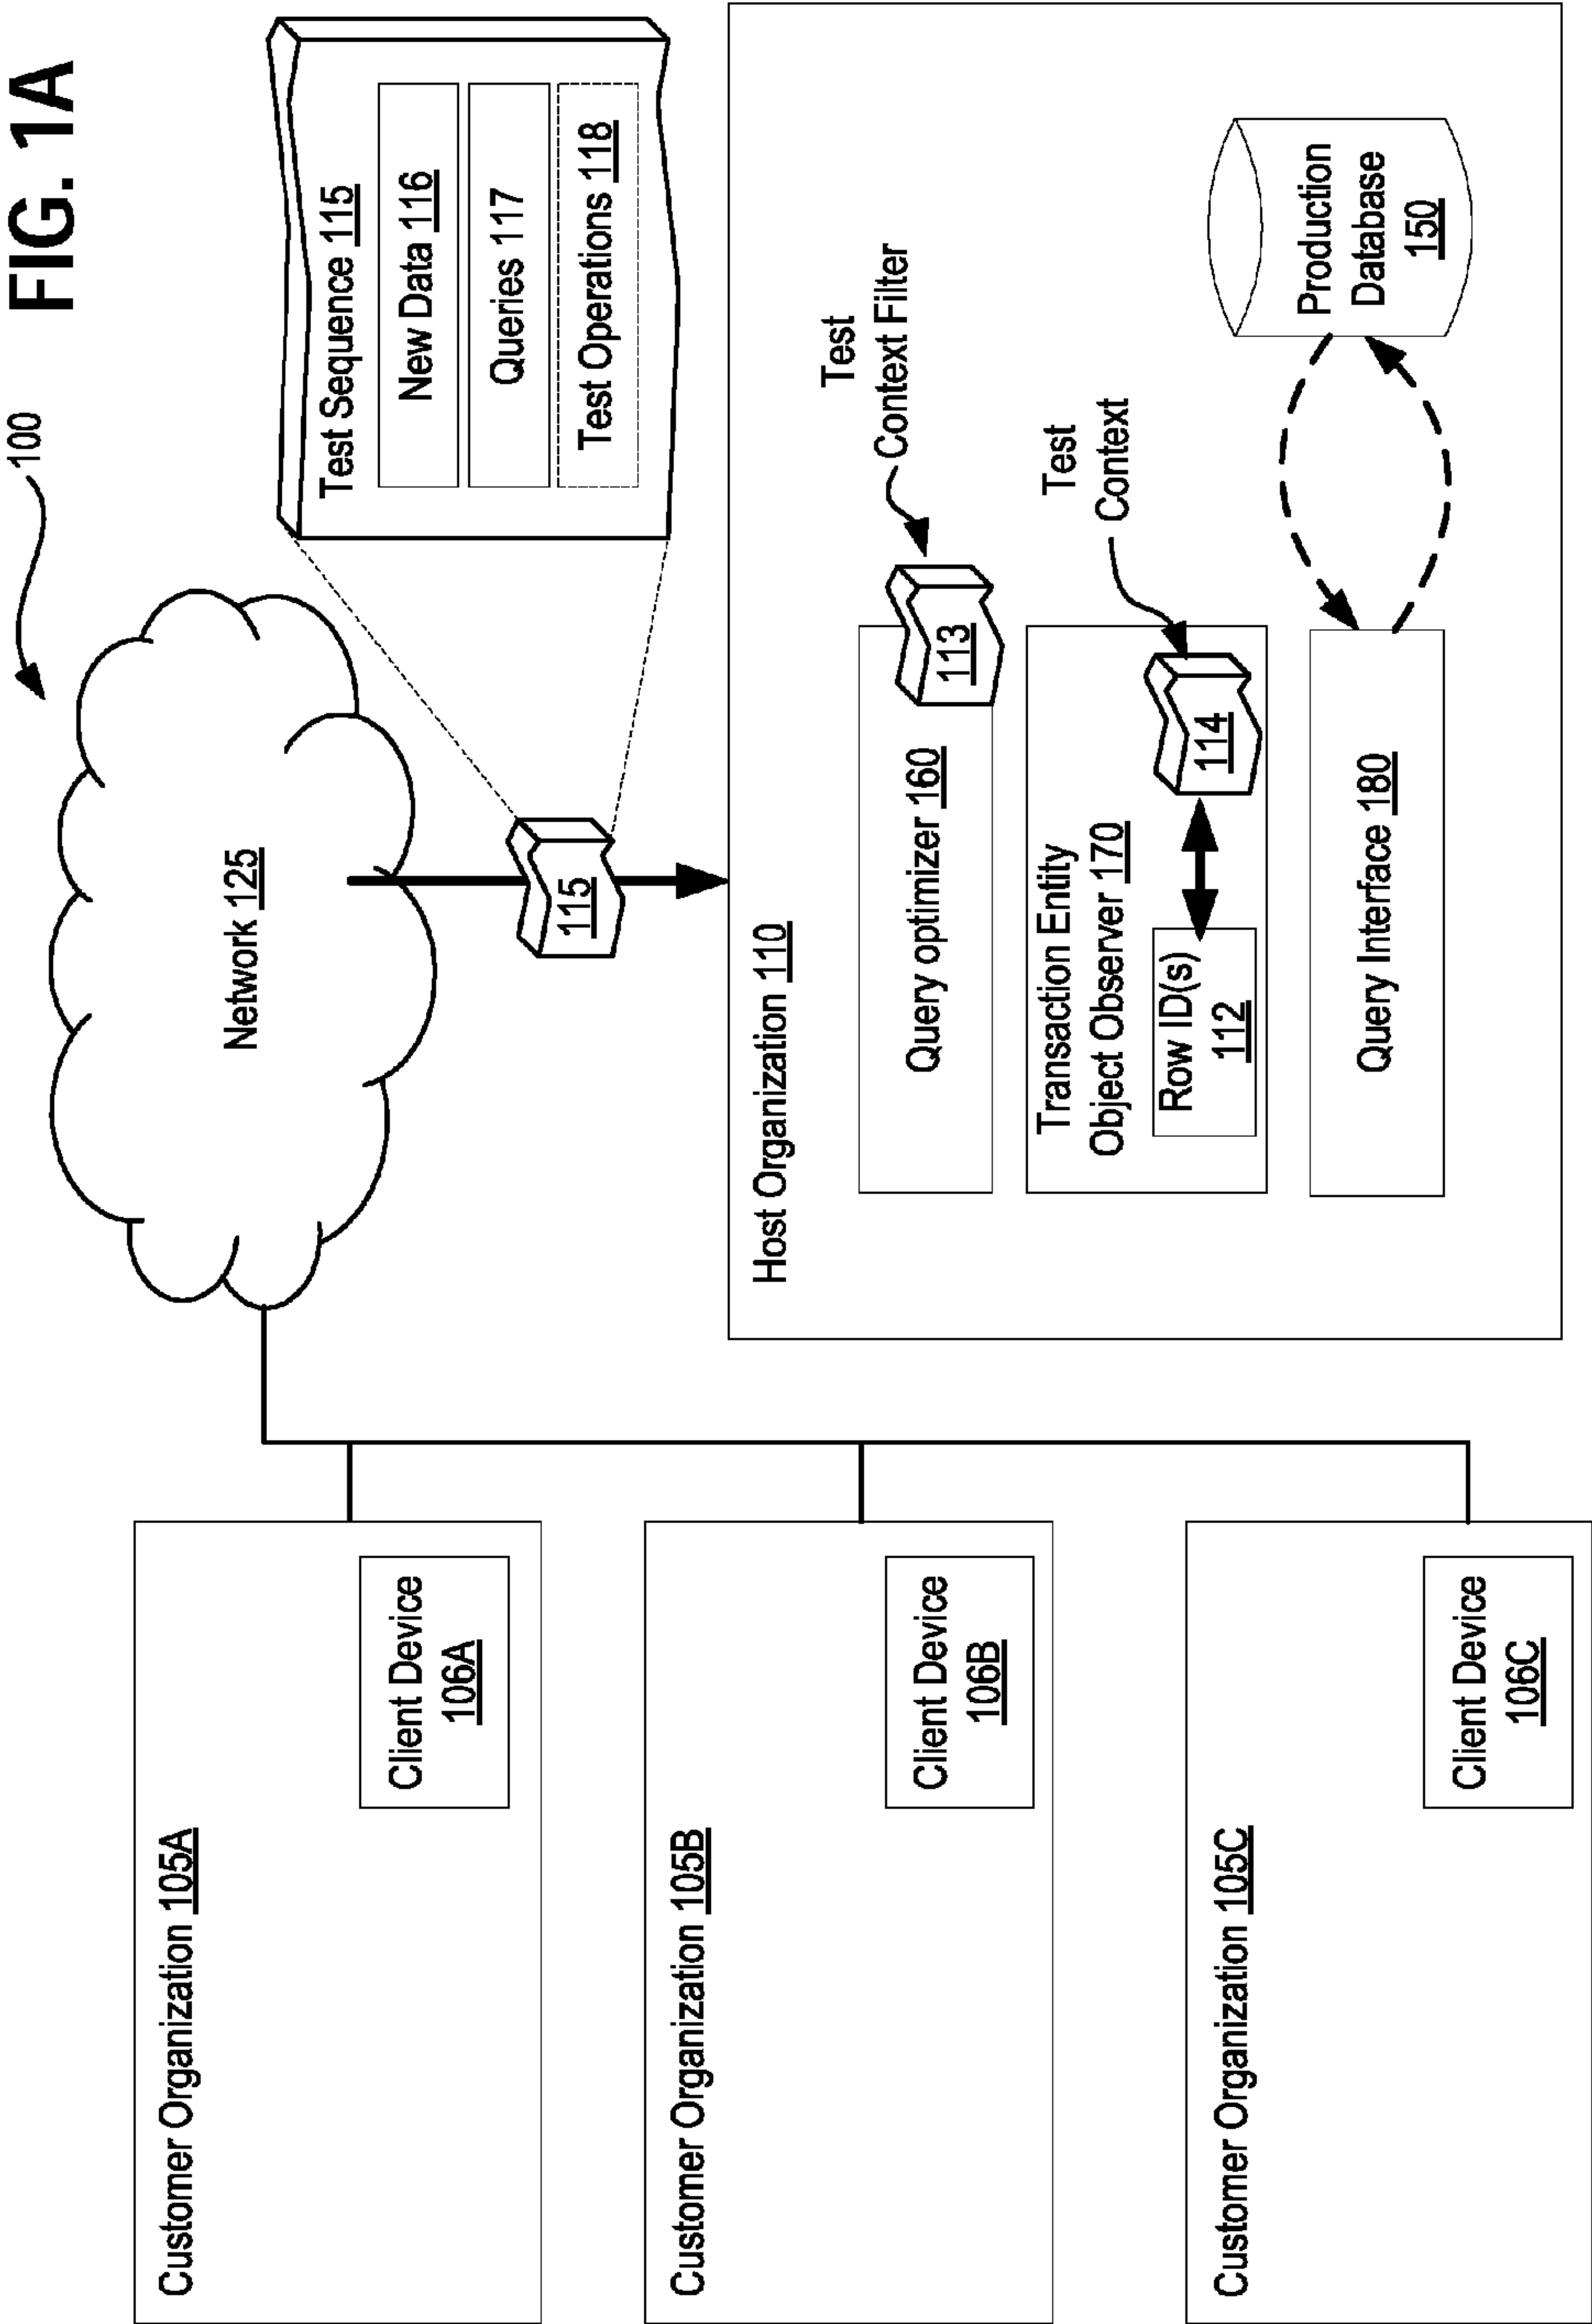 FIG. 1A
100
Network 125
115
Test Sequence 115
New Data 116
Queries 117
Test Operations 118
Customer Organization 105A
Client Device
106A
Customer Organization 105B
Client Device
106B
Customer Organization 105C
Client Device
106C
Host Organization 110
Query optimizer 160
113
Test
Context Filter
Transaction Entity
Object Observer 170
Row ID(s)
112
114
Test
Context
Query Interface 180
Production
Database
150